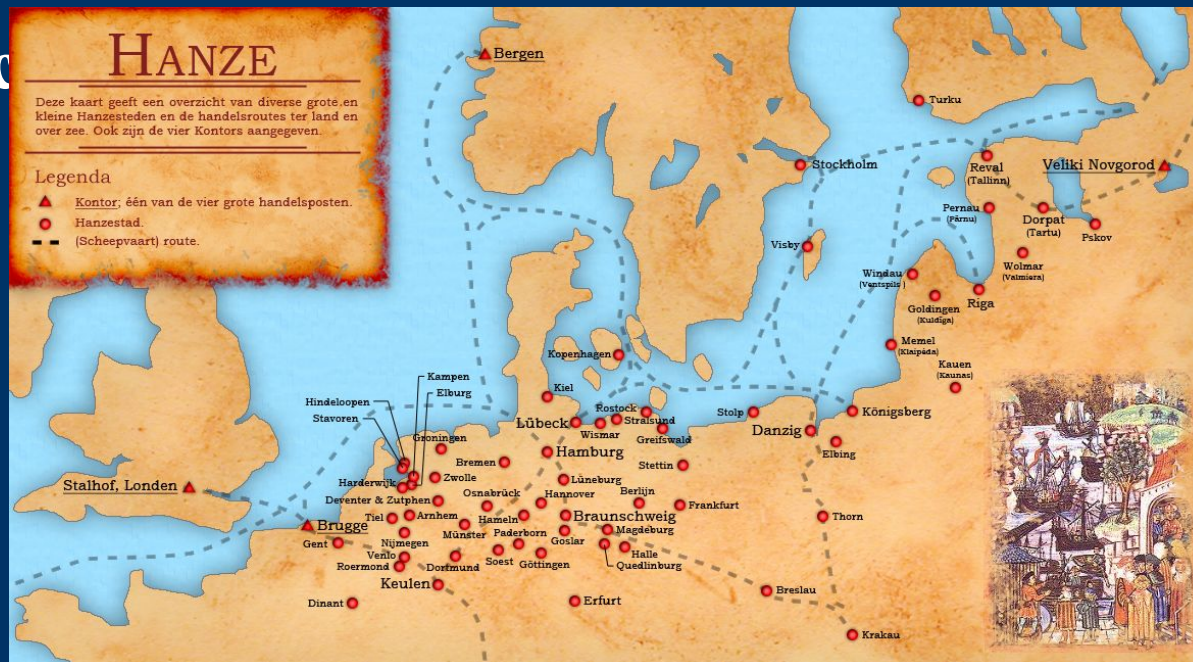 HANZE
Deze kaart geeft een overzicht van diverse grote en
kleine Hanzesteden en de handelsroutes ter land en
over zee. Ook zijn de vier Kontors aangegeven.
Legenda
Kontor; één van de vier grote handelsposten.
Hanzestad.
(Scheepvaart) route.
Bergen
Turku
Stockholm
Reval
(Tallinn)
Veliki Novgorod
Pernau
(Pärnu)
Dorpat
(Tartu)
Pskov
Visby
Wolmar
(Valmiera)
Windau
(Ventspils )
Goldingen
(Kuldiga)
Riga
Memel
(Klaipėda)
Kauen
(Kaunas)
Kopenhagen
Kampen
Elburg
Hindeloopen
Stavoren
Kiel
Rostock
Stralsund
Stolp
Königsberg
Lübeck
Wismar
Greifswald
Danzig
Elbing
Groningen
Hamburg
Bremen
Stettin
Harderwijk
Zwolle
Lüneburg
Stalhof, Londen
Deventer & Zutphen
Osnabrück
Hannover
Berlijn
Frankfurt
Brugge
Tiel
Arnhem
Münster
Hameln
Braunschweig
Thorn
Gent
Nijmegen
Paderborn
Goslar
Magdeburg
Venlo
Soest
Halle
Roermond
Dortmund
Göttingen
Quedlinburg
Keulen
Breslau
Dinant
Erfurt
Krakau